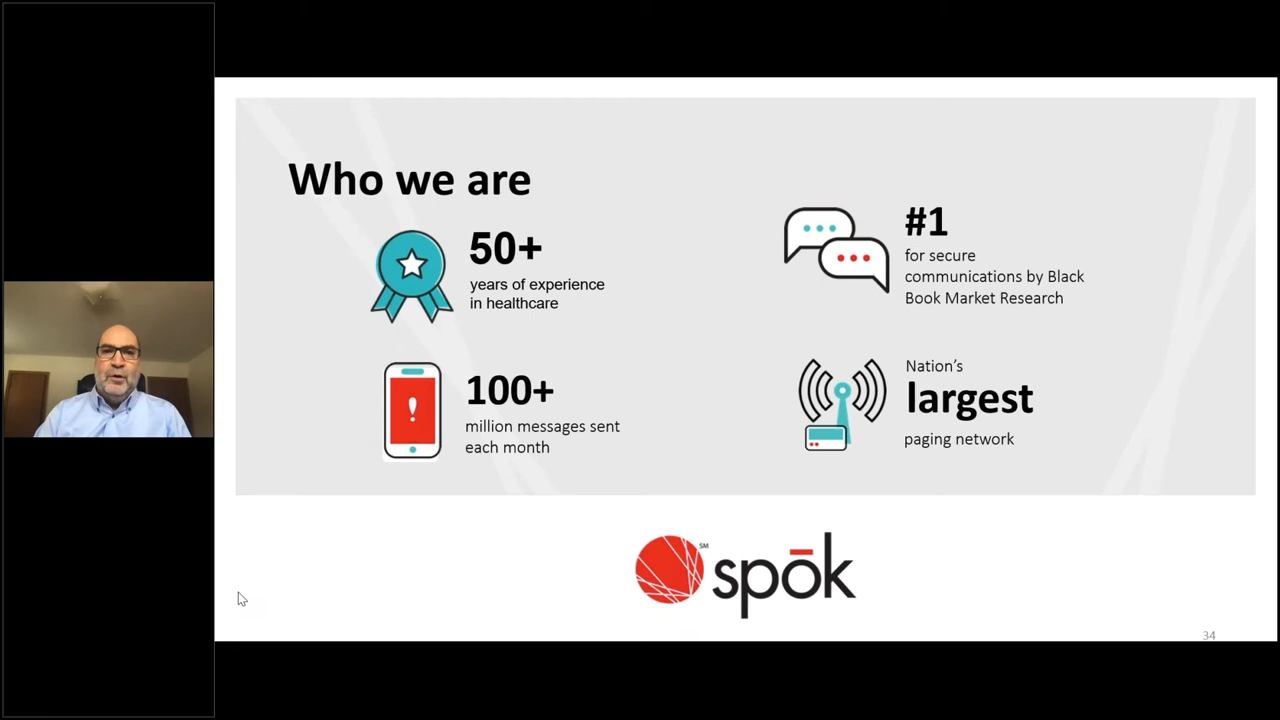 Who we are
50+
years of experience
in healthcare
#1
for secure
communications by Black
Book Market Research
100+
million messages sent
each month
Nation's
largest
paging network
SM
spōk
34